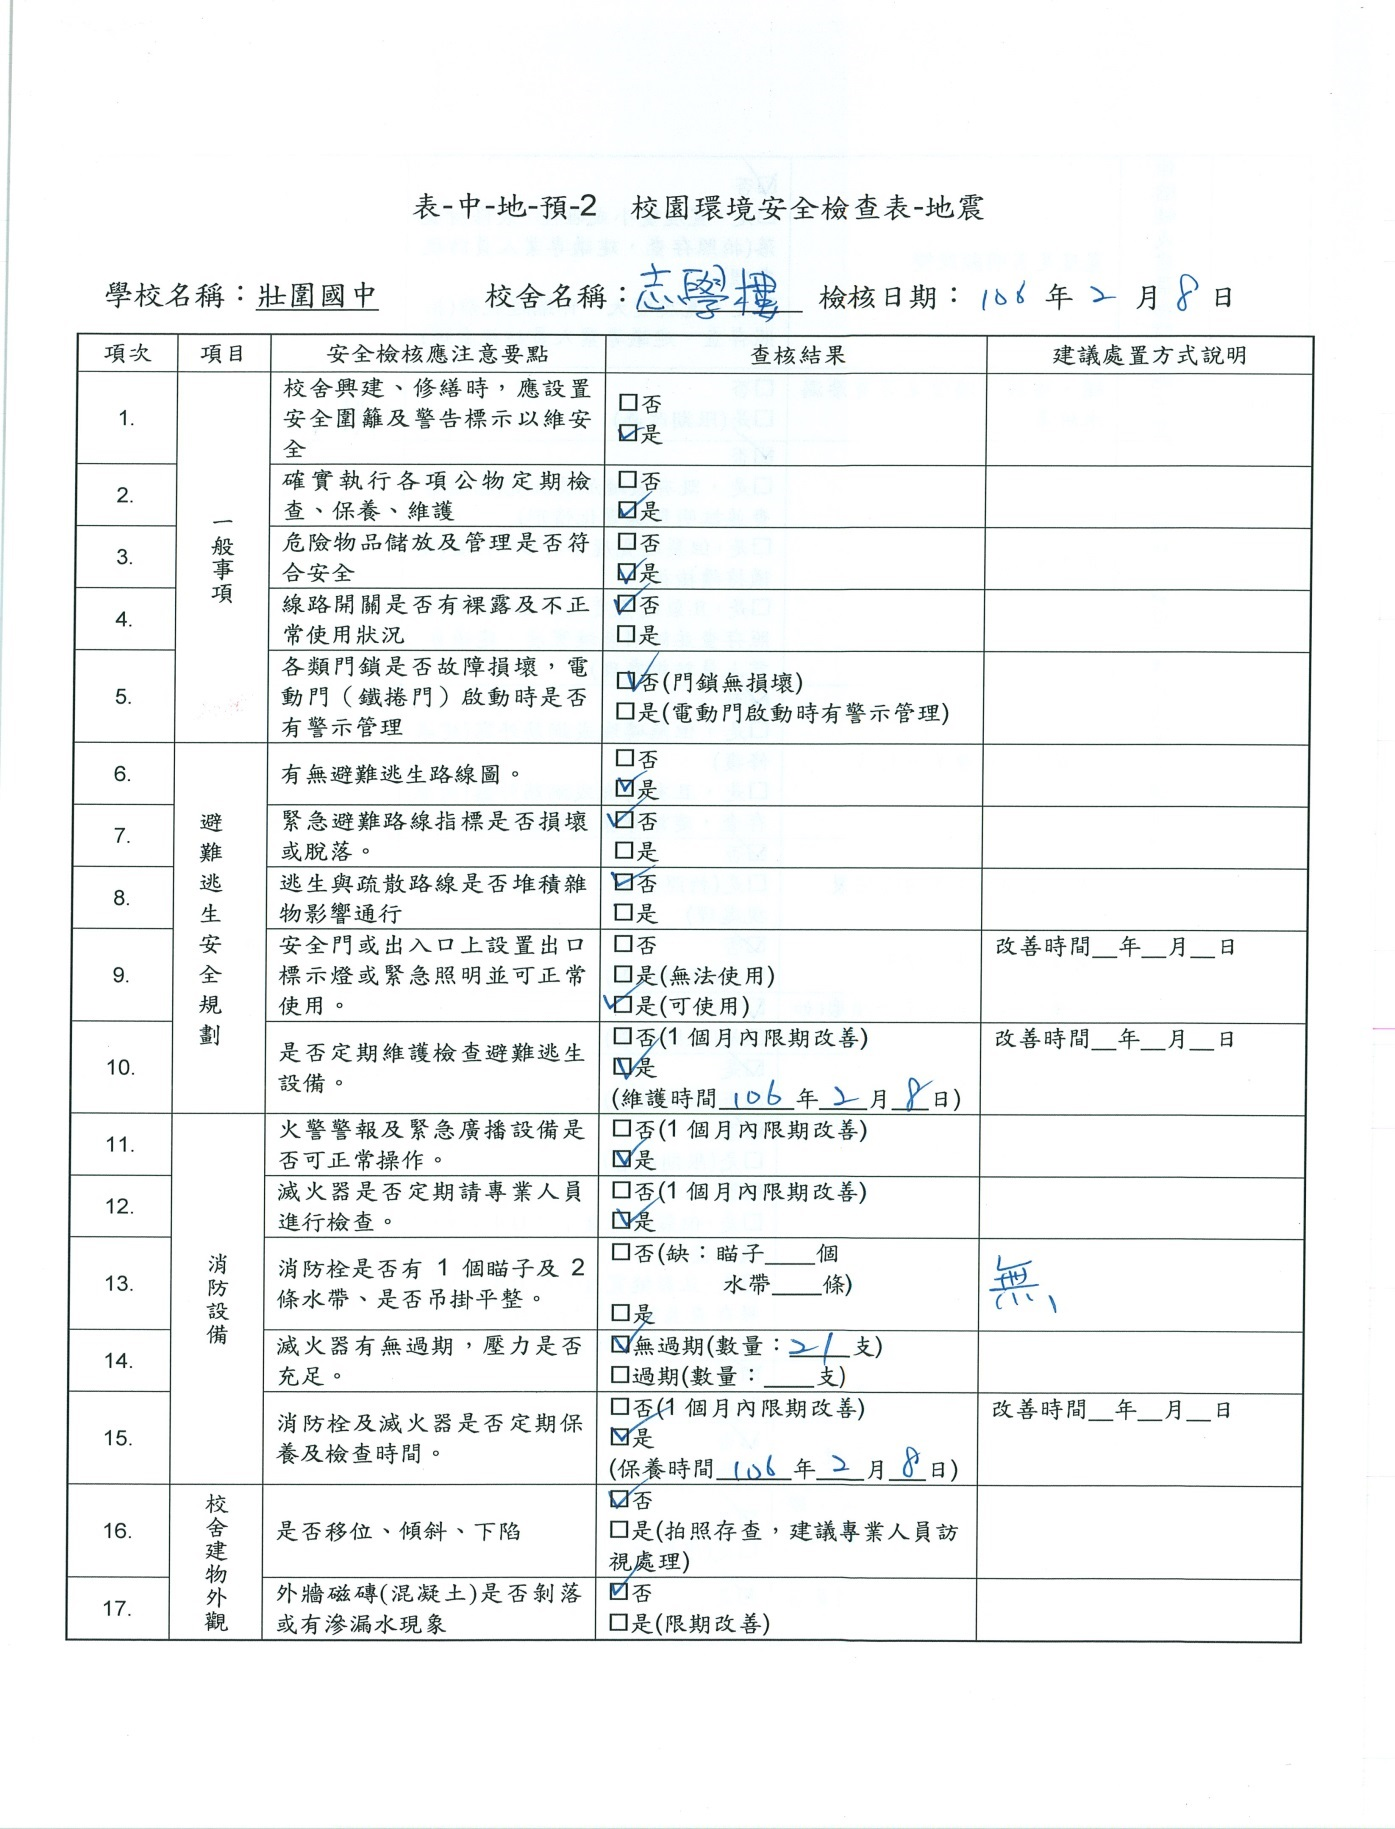 表-中-地-預-2　校園環境安全檢查表-地震
學校名稱：壯圍國中　校舍名稱：志學樓　檢核日期：106 年 2 月 8 日
項次　項目　安全檢核應注意要點　查核結果　建議處置方式說明
一般事項
1.
校舍興建、修繕時，應設置
安全圍籬及警告標示以維安
全
☐否
☑是
2.
確實執行各項公物定期檢
查、保養、維護
☐否
☑是
3.
危險物品儲放及管理是否符
合安全
☐否
☑是
4.
線路開關是否有裸露及不正
常使用狀況
☑否
☐是
5.
各類門鎖是否故障損壞，電
動門（鐵捲門）啟動時是否
有警示管理
☑否(門鎖無損壞)
☐是(電動門啟動時有警示管理)
避難逃生安全規劃
6.
有無避難逃生路線圖。
☐否
☑是
7.
緊急避難路線指標是否損壞
或脫落。
☑否
☐是
8.
逃生與疏散路線是否堆積雜
物影響通行
☑否
☐是
9.
安全門或出入口上設置出口
標示燈或緊急照明並可正常
使用。
☐否
☐是(無法使用)
☑是(可使用)
改善時間__年__月__日
10.
是否定期維護檢查避難逃生
設備。
☐否(1 個月內限期改善)
☑是
(維護時間 106 年 2 月 8 日)
改善時間__年__月__日
消防設備
11.
火警警報及緊急廣播設備是
否可正常操作。
☐否(1 個月內限期改善)
☑是
12.
滅火器是否定期請專業人員
進行檢查。
☐否(1 個月內限期改善)
☑是
13.
消防栓是否有 1 個瞄子及 2
條水帶、是否吊掛平整。
☐否(缺：瞄子____個
水帶____條)
☐是
無
14.
滅火器有無過期，壓力是否
充足。
☑無過期(數量：21 支)
☐過期(數量：____支)
15.
消防栓及滅火器是否定期保
養及檢查時間。
☐否(1 個月內限期改善)
☑是
(保養時間 106 年 2 月 8 日)
改善時間__年__月__日
校舍建物外觀
16.
是否移位、傾斜、下陷
☑否
☐是(拍照存查，建議專業人員訪
視處理)
17.
外牆磁磚(混凝土)是否剝落
或有滲漏水現象
☑否
☐是(限期改善)